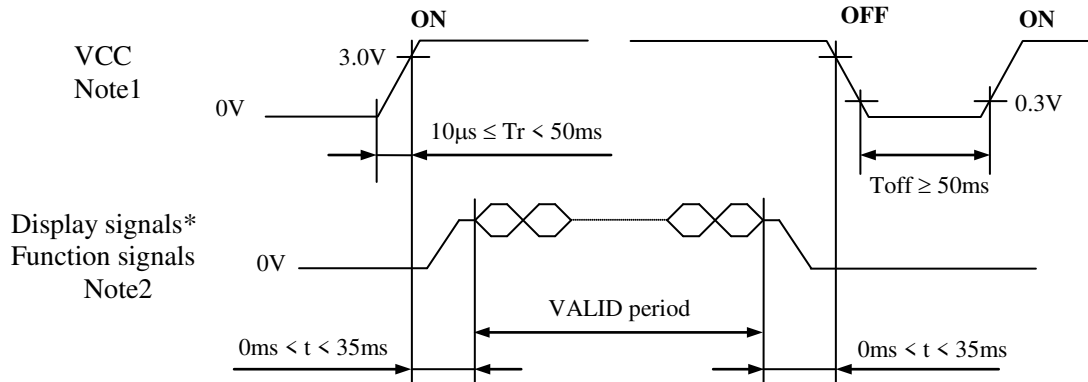 ON
OFF
ON
VCC
Note1
3.0V
0V
0.3V
10μs ≤ Tr < 50ms
Toff ≥ 50ms
Display signals*
Function signals
Note2
0V
VALID period
0ms < t < 35ms
0ms < t < 35ms